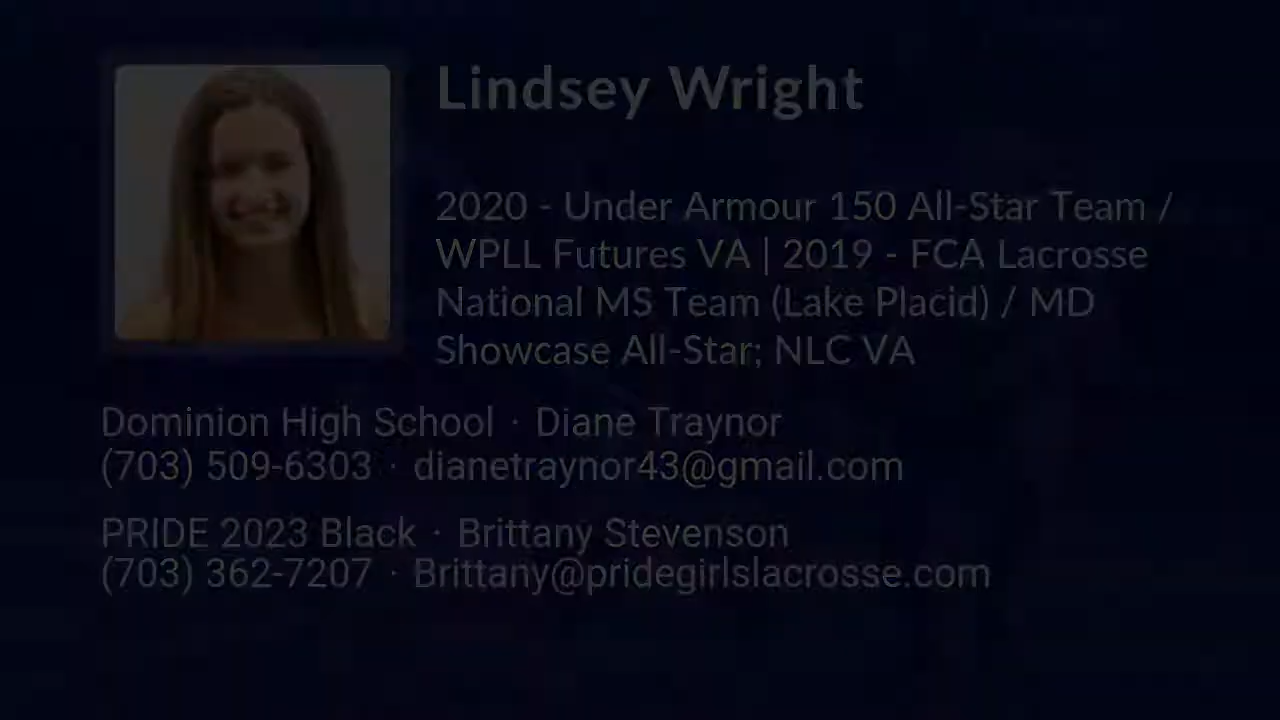 Lindsey Wright
2020 - Under Armour 150 All-Star Team /
WPLL Futures VA | 2019 - FCA Lacrosse
National MS Team (Lake Placid) / MD
Showcase All-Star; NLC VA
Dominion High School · Diane Traynor
(703) 509-6303 · dianetraynor43@gmail.com
PRIDE 2023 Black · Brittany Stevenson
(703) 362-7207 · Brittany@pridegirlslacrosse.com